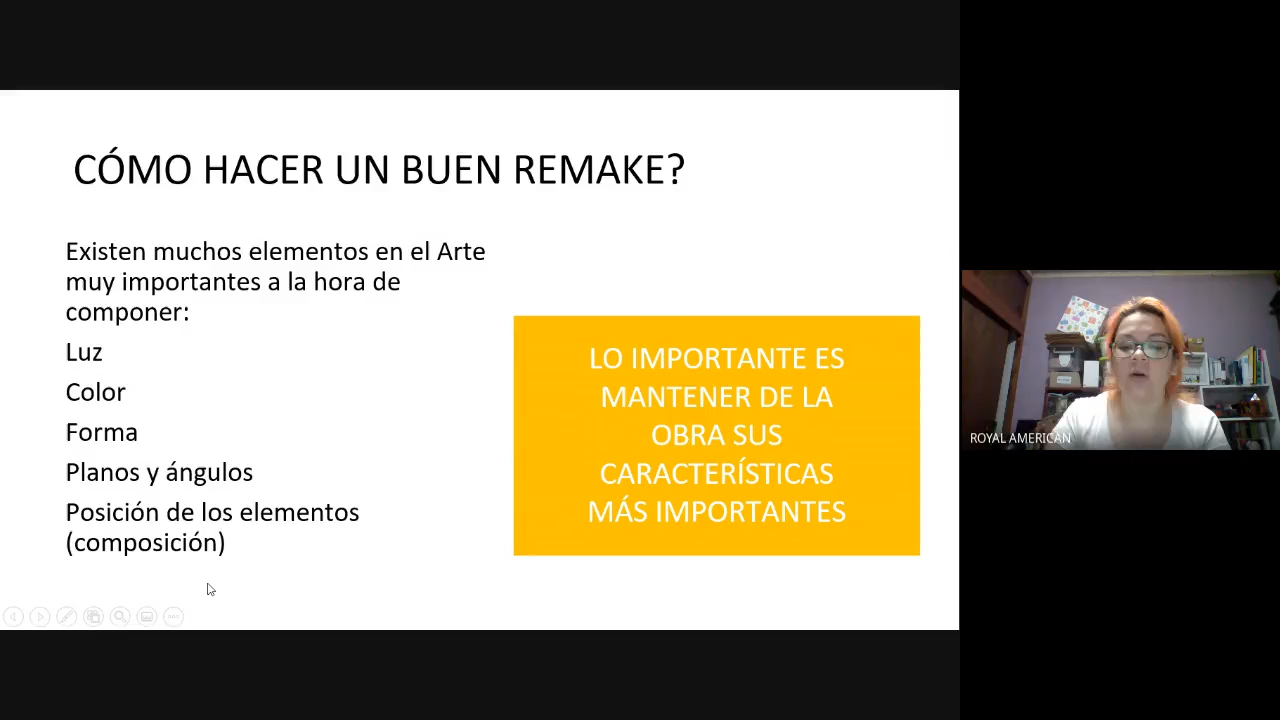 CÓMO HACER UN BUEN REMAKE?
Existen muchos elementos en el Arte
muy importantes a la hora de
componer:
Luz
Color
Forma
Planos y ángulos
Posición de los elementos
(composición)
LO IMPORTANTE ES
MANTENER DE LA
OBRA SUS
CARACTERÍSTICAS
MÁS IMPORTANTES
ROYAL AMERICAN